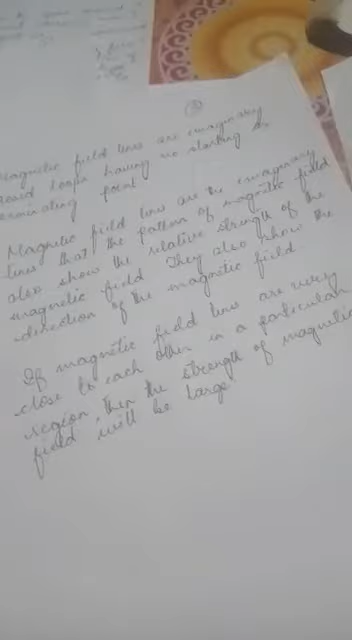 Magnetic field lines are imaginary
closed loops having no starting &
terminating point
Magnetic field lines are the imaginary
lines that the pattern of magnetic field
also show the relative strength of the
magnetic field They also show the
direction of the magnetic field
If magnetic field lines are very
close to each other in a particular
region, then the strength of magnetic
field will be large